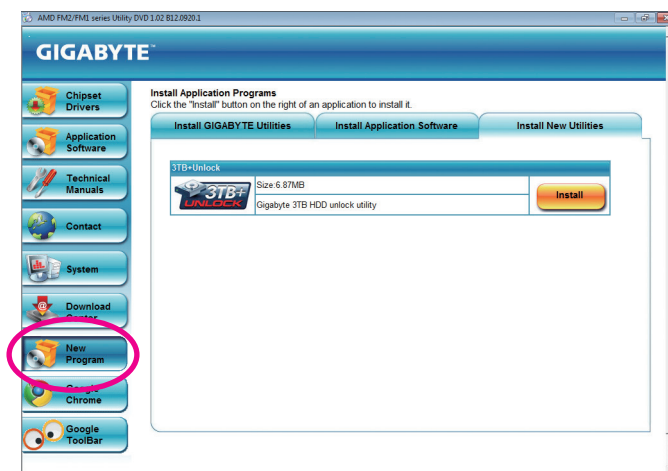 AMD FM2/FM1 series Utility DVD 1.02 B12.0920.1
GIGABYTE™
Chipset
Drivers
Application
Software
Technical
Manuals
Contact
System
Download
Center
New
Program
Google
Chrome
Google
ToolBar
Install Application Programs
Click the "Install" button on the right of an application to install it.
Install GIGABYTE Utilities
Install Application Software
Install New Utilities
3TB+Unlock
3TB+
UNLOCK
Size:6.87MB
Gigabyte 3TB HDD unlock utility
Install